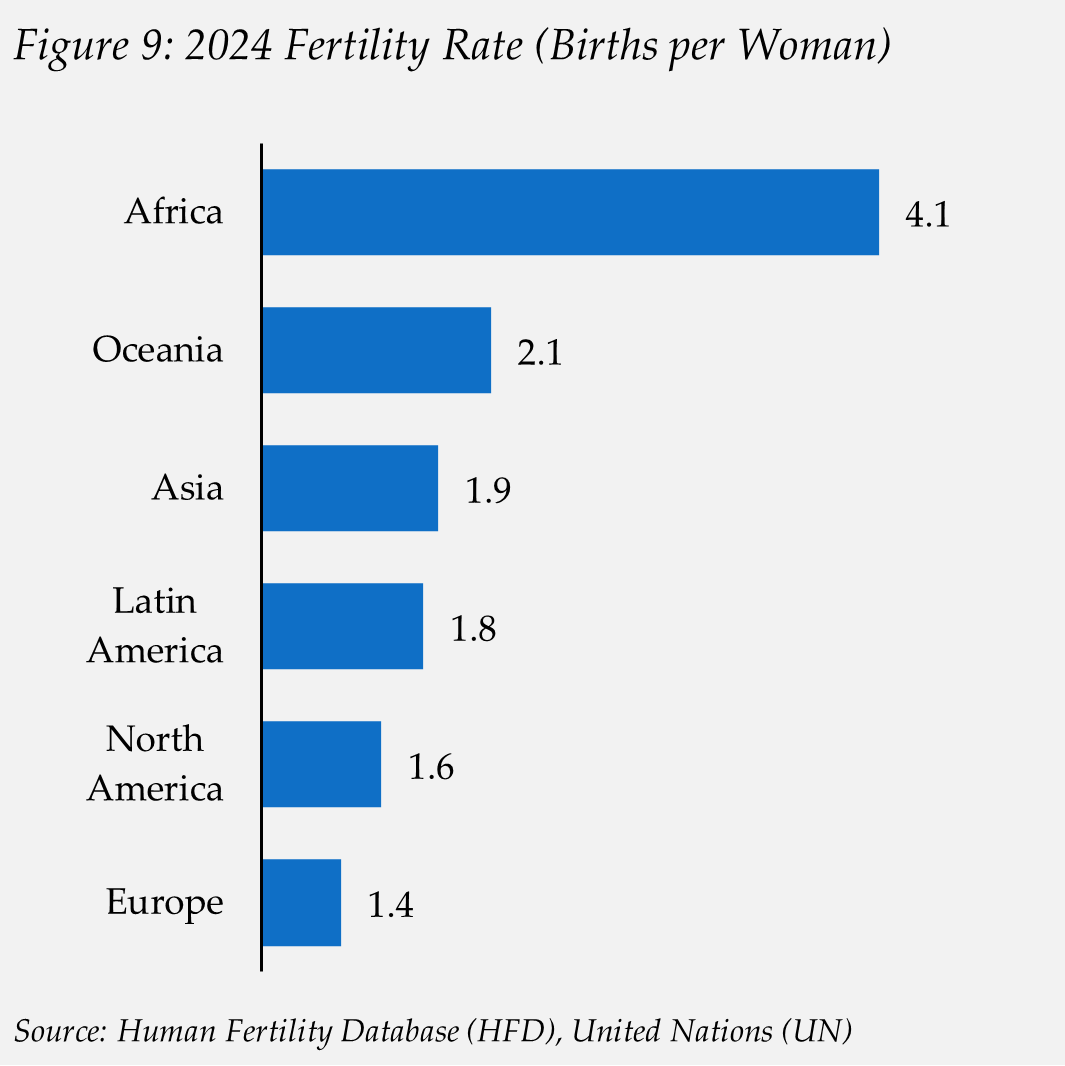 Figure 9: 2024 Fertility Rate (Births per Woman)
Africa
4.1
Oceania
2.1
Asia
1.9
Latin
America
1.8
North
America
1.6
Europe
1.4
Source: Human Fertility Database (HFD), United Nations (UN)